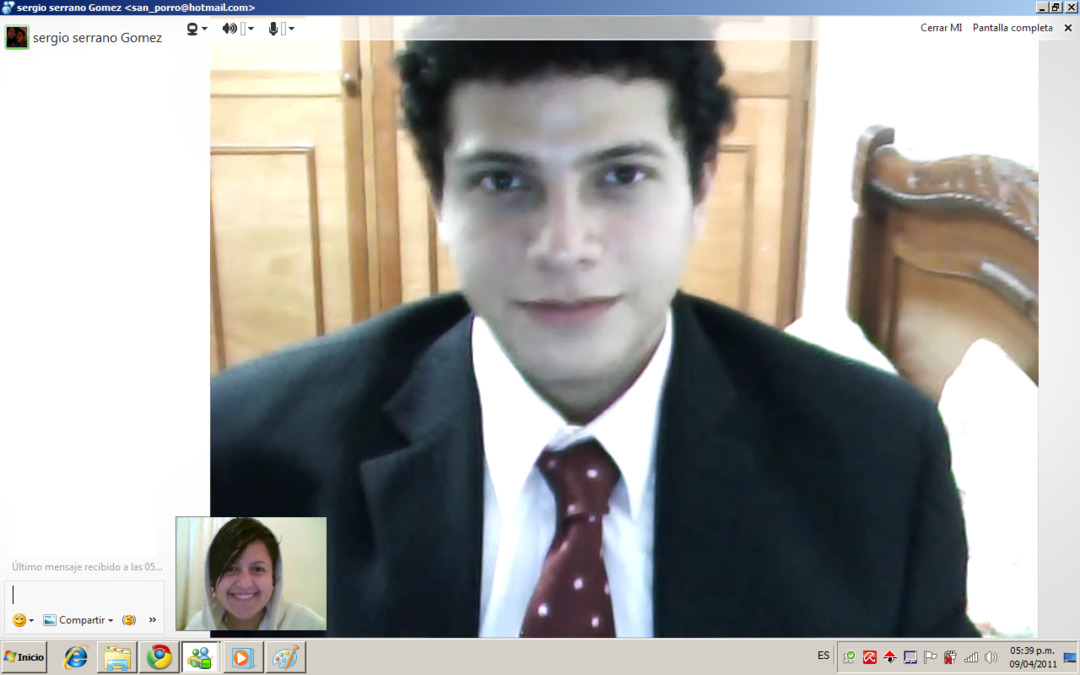 sergio serrano Gomez <san_porro@hotmail.com>
sergio serrano Gomez
Cerrar MI Pantalla completa
Último mensaje recibido a las 05...
Compartir
Inicio
ES
05:39 p.m.
09/04/2011